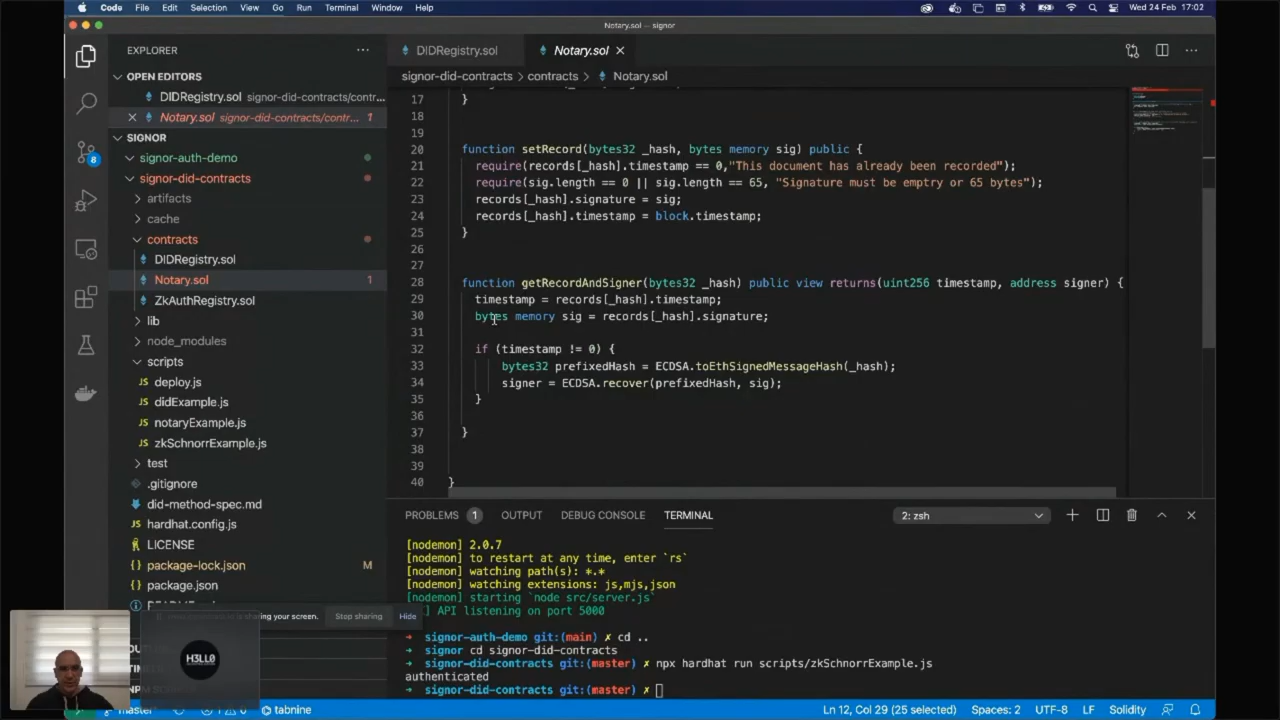 Code File Edit Selection View Go Run Terminal Window Help Wed 24 Feb 17:02
Notary.sol — signor
EXPLORER
OPEN EDITORS
DIDRegistry.sol signor-did-contracts/contr...
Notary.sol signor-did-contracts/contr... 1
SIGNOR
signor-auth-demo
signor-did-contracts
artifacts
cache
contracts
DIDRegistry.sol
Notary.sol 1
ZkAuthRegistry.sol
lib
node_modules
scripts
JS deploy.js
JS didExample.js
JS notaryExample.js
JS zkSchnorrExample.js
test
.gitignore
did-method-spec.md
JS hardhat.config.js
LICENSE
{ } package-lock.json M
{ } package.json
8
DIDRegistry.sol Notary.sol
signor-did-contracts > contracts > Notary.sol
17 }
18
19
20 function setRecord(bytes32 _hash, bytes memory sig) public {
21 require(records[_hash].timestamp == 0,"This document has already been recorded");
22 require(sig.length == 0 || sig.length == 65, "Signature must be emptry or 65 bytes");
23 records[_hash].signature = sig;
24 records[_hash].timestamp = block.timestamp;
25 }
26
27
28 function getRecordAndSigner(bytes32 _hash) public view returns(uint256 timestamp, address signer) {
29 timestamp = records[_hash].timestamp;
30 bytes memory sig = records[_hash].signature;
31
32 if (timestamp != 0) {
33 bytes32 prefixedHash = ECDSA.toEthSignedMessageHash(_hash);
34 signer = ECDSA.recover(prefixedHash, sig);
35 }
36
37 }
38
39
40 }
PROBLEMS 1 OUTPUT DEBUG CONSOLE TERMINAL 2: zsh
[nodemon] 2.0.7
[nodemon] to restart at any time, enter `rs`
[nodemon] watching path(s): *.*
[nodemon] watching extensions: js,mjs,json
[nodemon] starting `node src/server.js`
API listening on port 5000
signor-auth-demo git:(main) ✗ cd ..
signor cd signor-did-contracts
signor-did-contracts git:(master) ✗ npx hardhat run scripts/zkSchnorrExample.js
authenticated
signor-did-contracts git:(master) ✗
is sharing your screen. Stop sharing Hide
H3LL0
master tabnine Ln 12, Col 29 (25 selected) Spaces: 2 UTF-8 LF Solidity